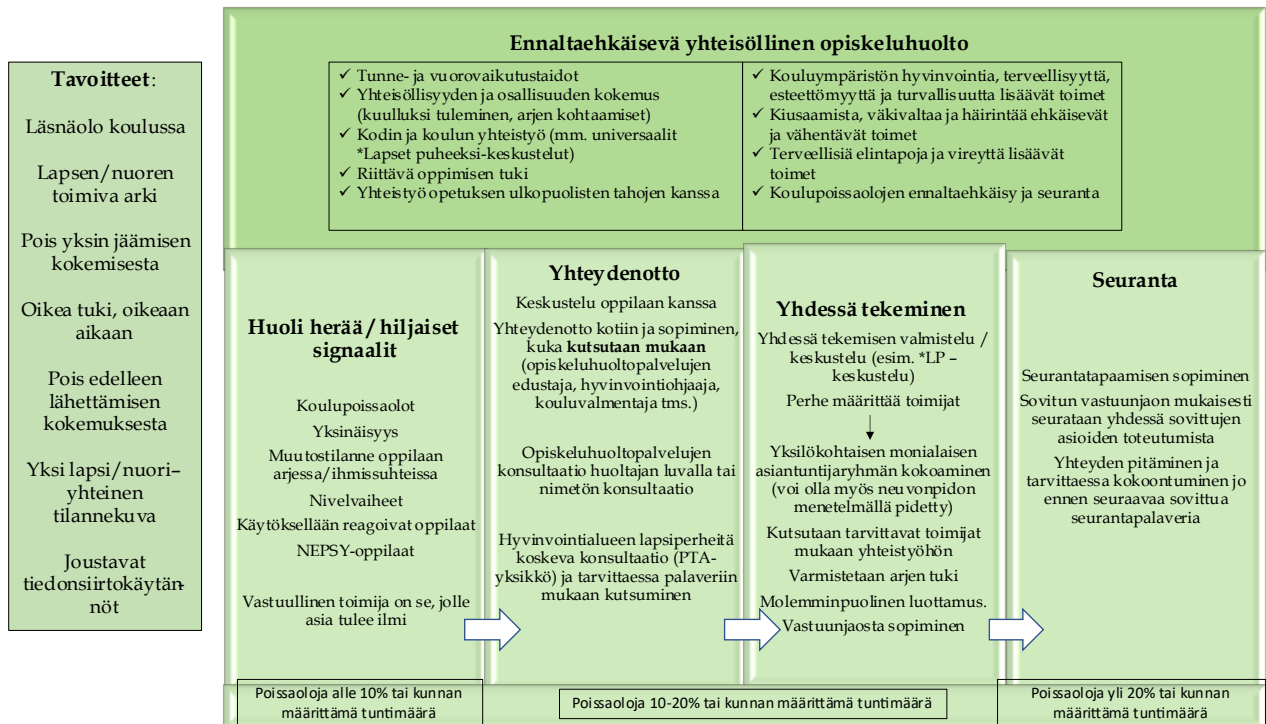 Tavoitteet:
Läsnäolo koulussa
Lapsen/nuoren
toimiva arki
Pois yksin jäämisen
kokemisesta
Oikea tuki, oikeaan
aikaan
Pois edelleen
lähettämisen
kokemuksesta
Yksi lapsi/nuori–
yhteinen
tilannekuva
Joustavat
tiedonsiirtokäytän-
nöt
Ennaltaehkäisevä yhteisöllinen opiskeluhuolto
✓ Tunne- ja vuorovaikutustaidot
✓ Yhteisöllisyyden ja osallisuuden kokemus
(kuulluksi tuleminen, arjen kohtaamiset)
✓ Kodin ja koulun yhteistyö (mm. universaalit
*Lapset puheeksi-keskustelut)
✓ Riittävä oppimisen tuki
✓ Yhteistyö opetuksen ulkopuolisten tahojen kanssa
✓ Kouluympäristön hyvinvointia, terveellisyyttä,
esteettömyyttä ja turvallisuutta lisäävät toimet
✓ Kiusaamista, väkivaltaa ja häirintää ehkäisevät
ja vähentävät toimet
✓ Terveellisiä elintapoja ja vireyttä lisäävät
toimet
✓ Koulupoissaolojen ennaltaehkäisy ja seuranta
Huoli herää / hiljaiset
signaalit
Koulupoissaolot
Yksinäisyys
Muutostilanne oppilaan
arjessa/ihmissuhteissa
Nivelvaiheet
Käytöksellään reagoivat oppilaat
NEPSY-oppilaat
Vastuullinen toimija on se, jolle
asia tulee ilmi
Yhteydenotto
Keskustelu oppilaan kanssa
Yhteydenotto kotiin ja sopiminen,
kuka kutsutaan mukaan
(opiskeluhuoltopalvelujen
edustaja, hyvinvointiohjaaja,
kouluvalmentaja tms.)
Opiskeluhuoltopalvelujen
konsultaatio huoltajan luvalla tai
nimetön konsultaatio
Hyvinvointialueen lapsiperheitä
koskeva konsultaatio (PTA-
yksikkö) ja tarvittaessa palaveriin
mukaan kutsuminen
Yhdessä tekeminen
Yhdessä tekemisen valmistelu /
keskustelu (esim. *LP –
keskustelu)
Perhe määrittää toimijat
Yksilökohtaisen monialaisen
asiantuntijaryhmän kokoaminen
(voi olla myös neuvonpidon
menetelmällä pidetty)
Kutsutaan tarvittavat toimijat
mukaan yhteistyöhön
Varmistetaan arjen tuki
Molemminpuolinen luottamus.
Vastuunjaosta sopiminen
Seuranta
Seurantatapaamisen sopiminen
Sovitun vastuunjaon mukaisesti
seurataan yhdessä sovittujen
asioiden toteutumista
Yhteyden pitäminen ja
tarvittaessa kokoontuminen jo
ennen seuraavaa sovittua
seurantapalaveria
Poissaoloja alle 10% tai kunnan
määrittämä tuntimäärä
Poissaoloja 10-20% tai kunnan määrittämä tuntimäärä
Poissaoloja yli 20% tai kunnan
määrittämä tuntimäärä